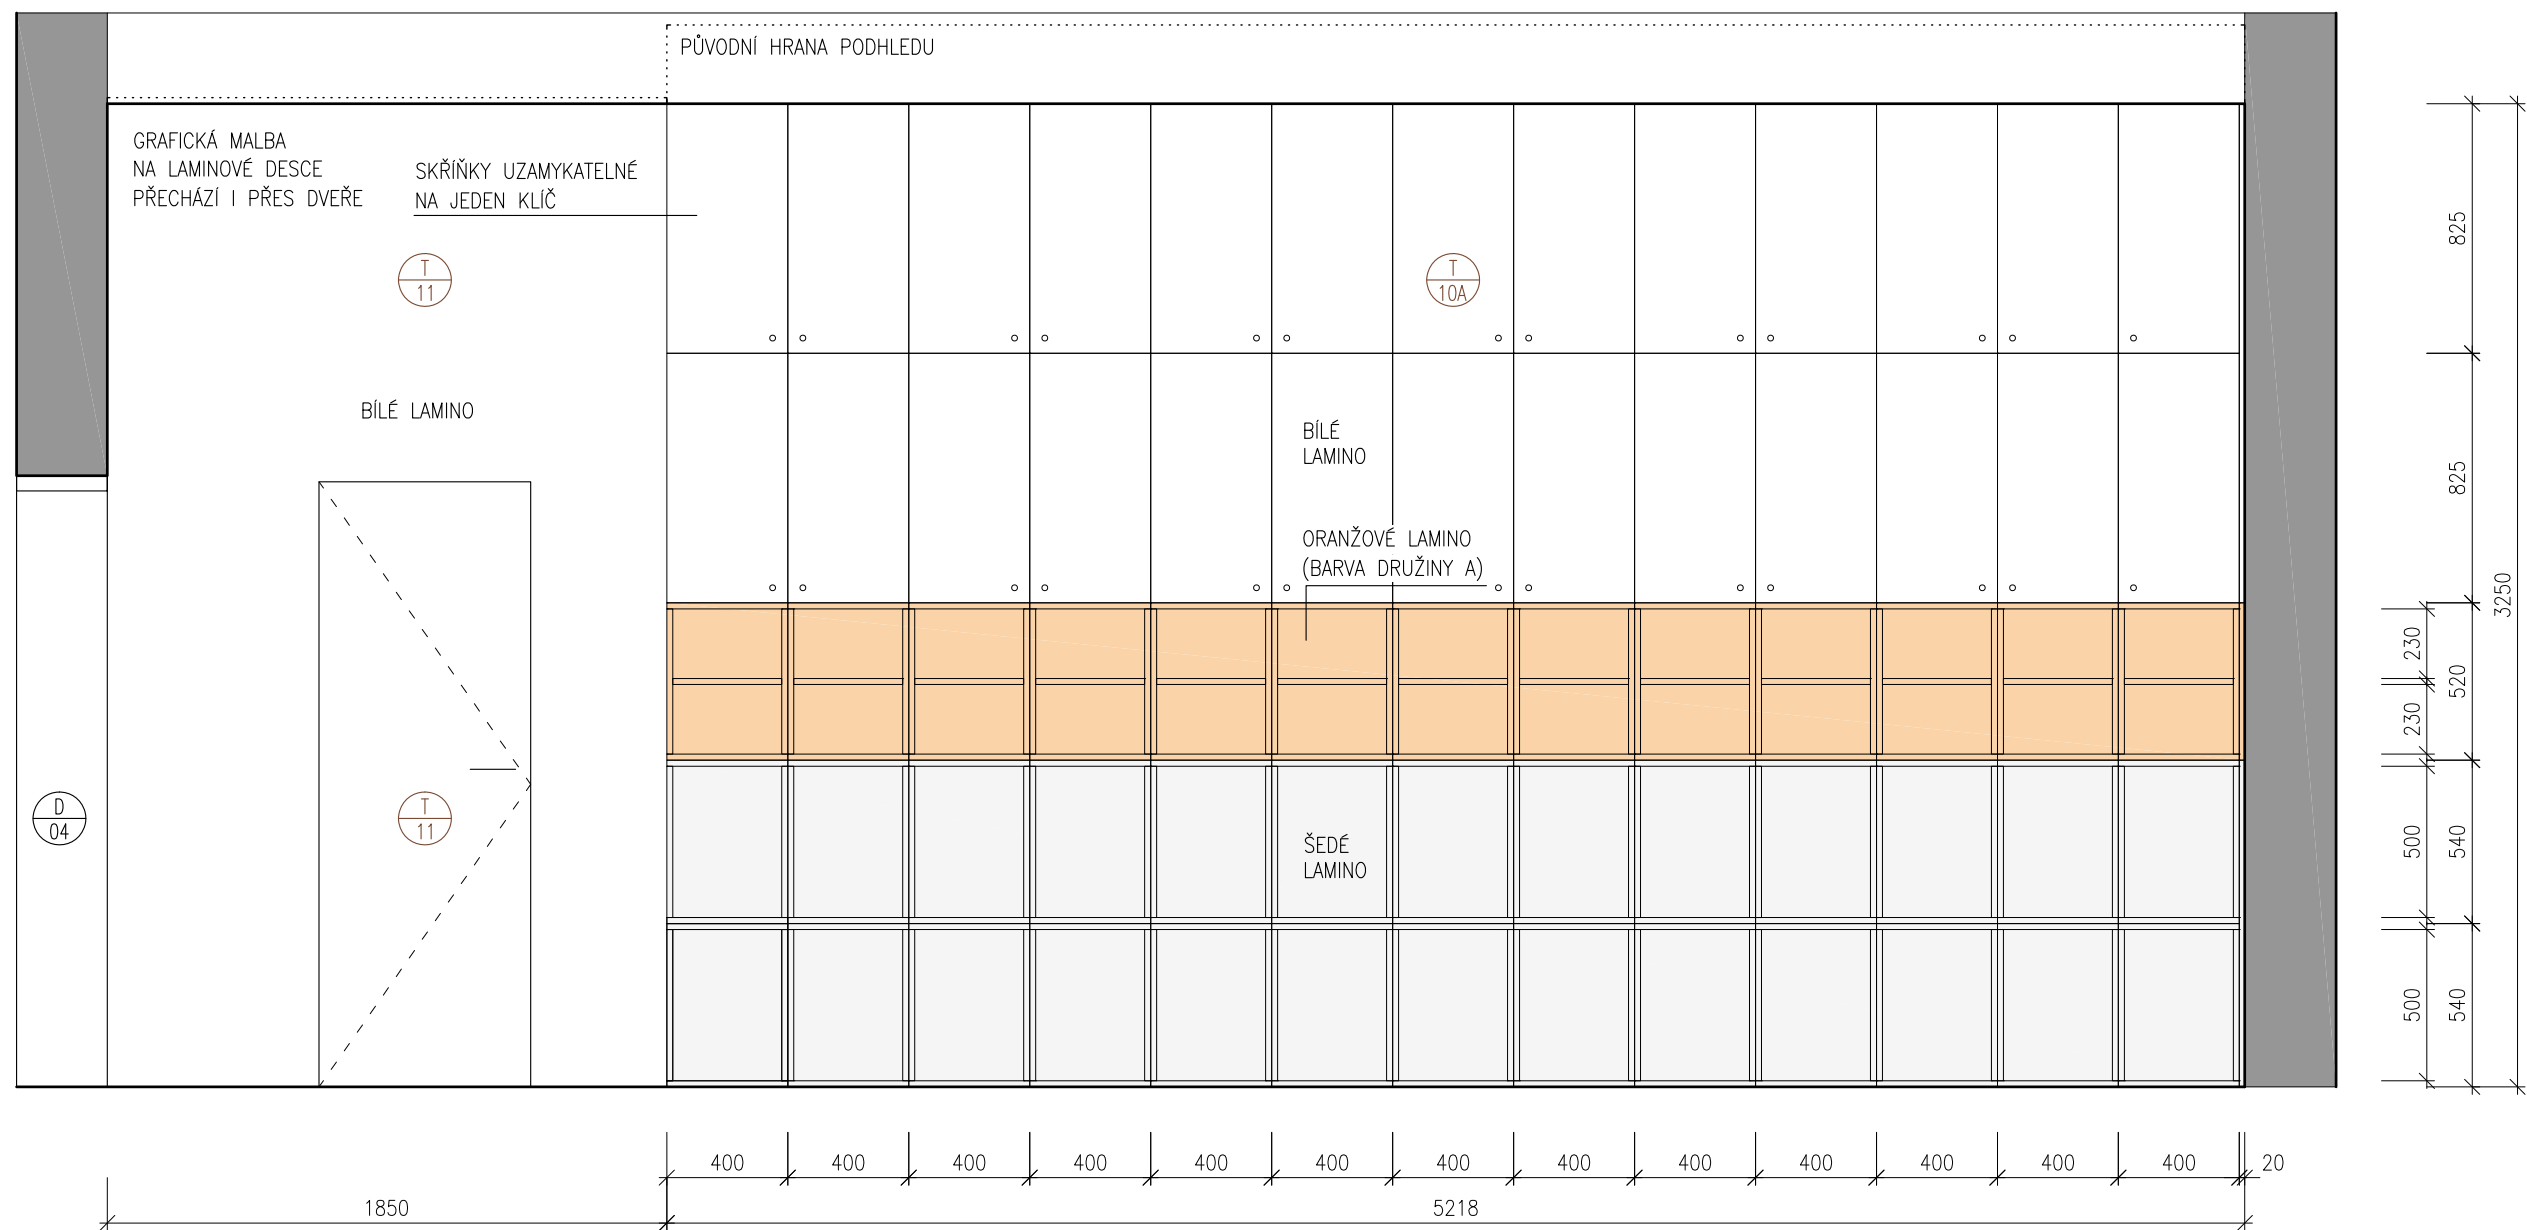 PŮVODNÍ HRANA PODHLEDU
GRAFICKÁ MALBA
NA LAMINOVÉ DESCE
PŘECHÁZÍ I PŘES DVEŘE
SKŘÍŇKY UZAMYKATELNÉ
NA JEDEN KLÍČ
T
11
T
10A
BÍLÉ LAMINO
BÍLÉ
LAMINO
ORANŽOVÉ LAMINO
(BARVA DRUŽINY A)
D
04
T
11
ŠEDÉ
LAMINO
825
825
3250
230
520
230
500
540
500
540
400
400
400
400
400
400
400
400
400
400
400
400
400
20
1850
5218